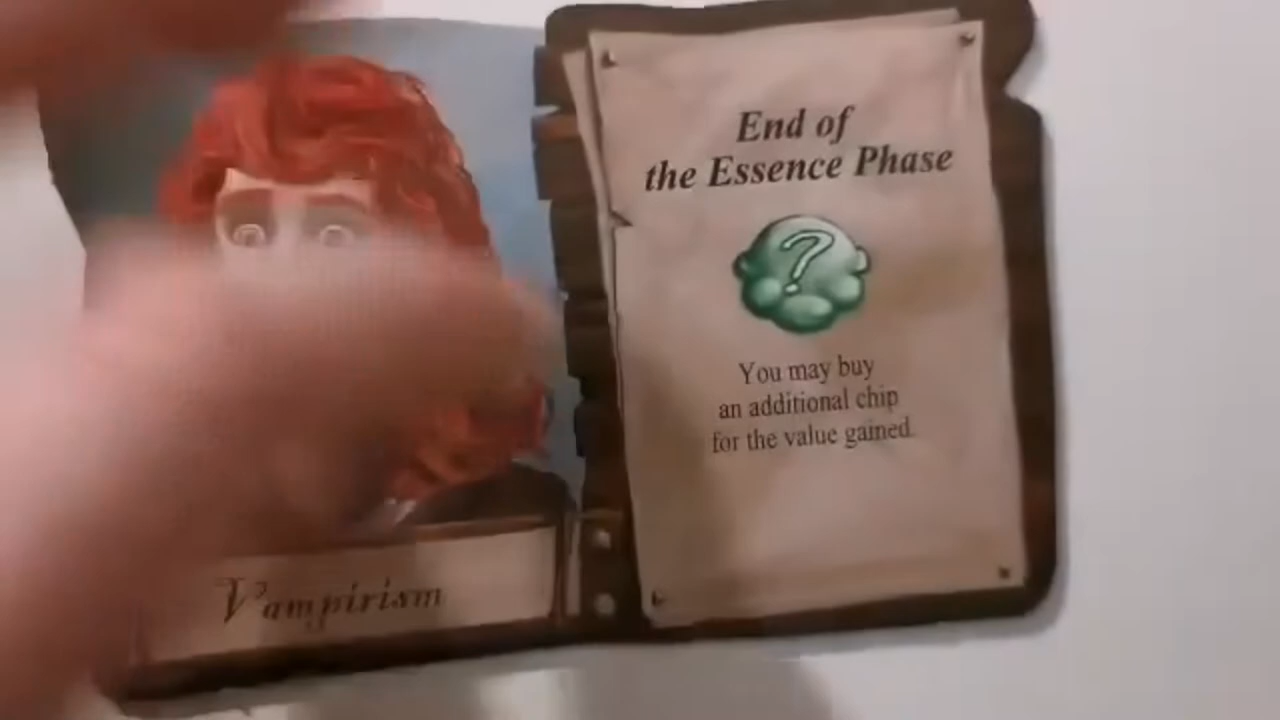 End of
the Essence Phase
?
You may buy
an additional chip
for the value gained.
Vampirism